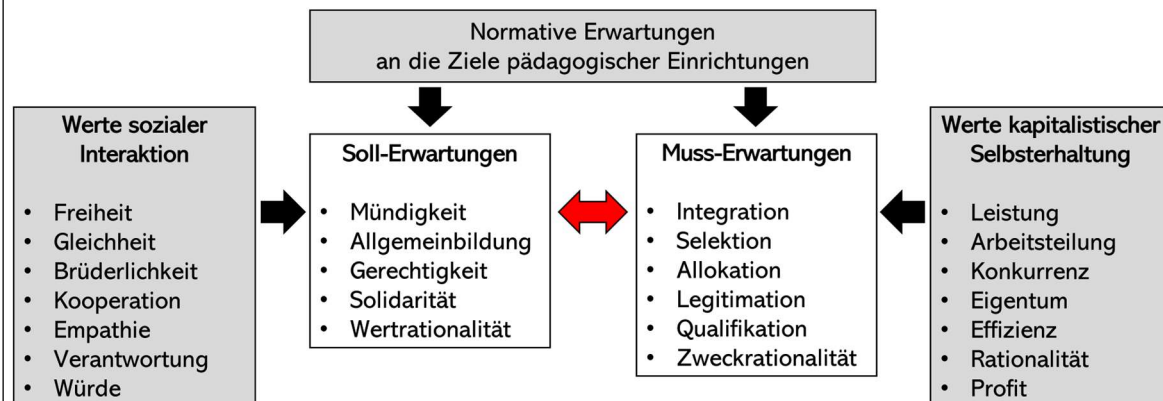 Normative Erwartungen
an die Ziele pädagogischer Einrichtungen
Werte sozialer
Interaktion
• Freiheit
• Gleichheit
• Brüderlichkeit
• Kooperation
• Empathie
• Verantwortung
• Würde
Soll-Erwartungen
• Mündigkeit
• Allgemeinbildung
• Gerechtigkeit
• Solidarität
• Wertrationalität
Muss-Erwartungen
• Integration
• Selektion
• Allokation
• Legitimation
• Qualifikation
• Zweckrationalität
Werte kapitalistischer
Selbsterhaltung
• Leistung
• Arbeitsteilung
• Konkurrenz
• Eigentum
• Effizienz
• Rationalität
• Profit